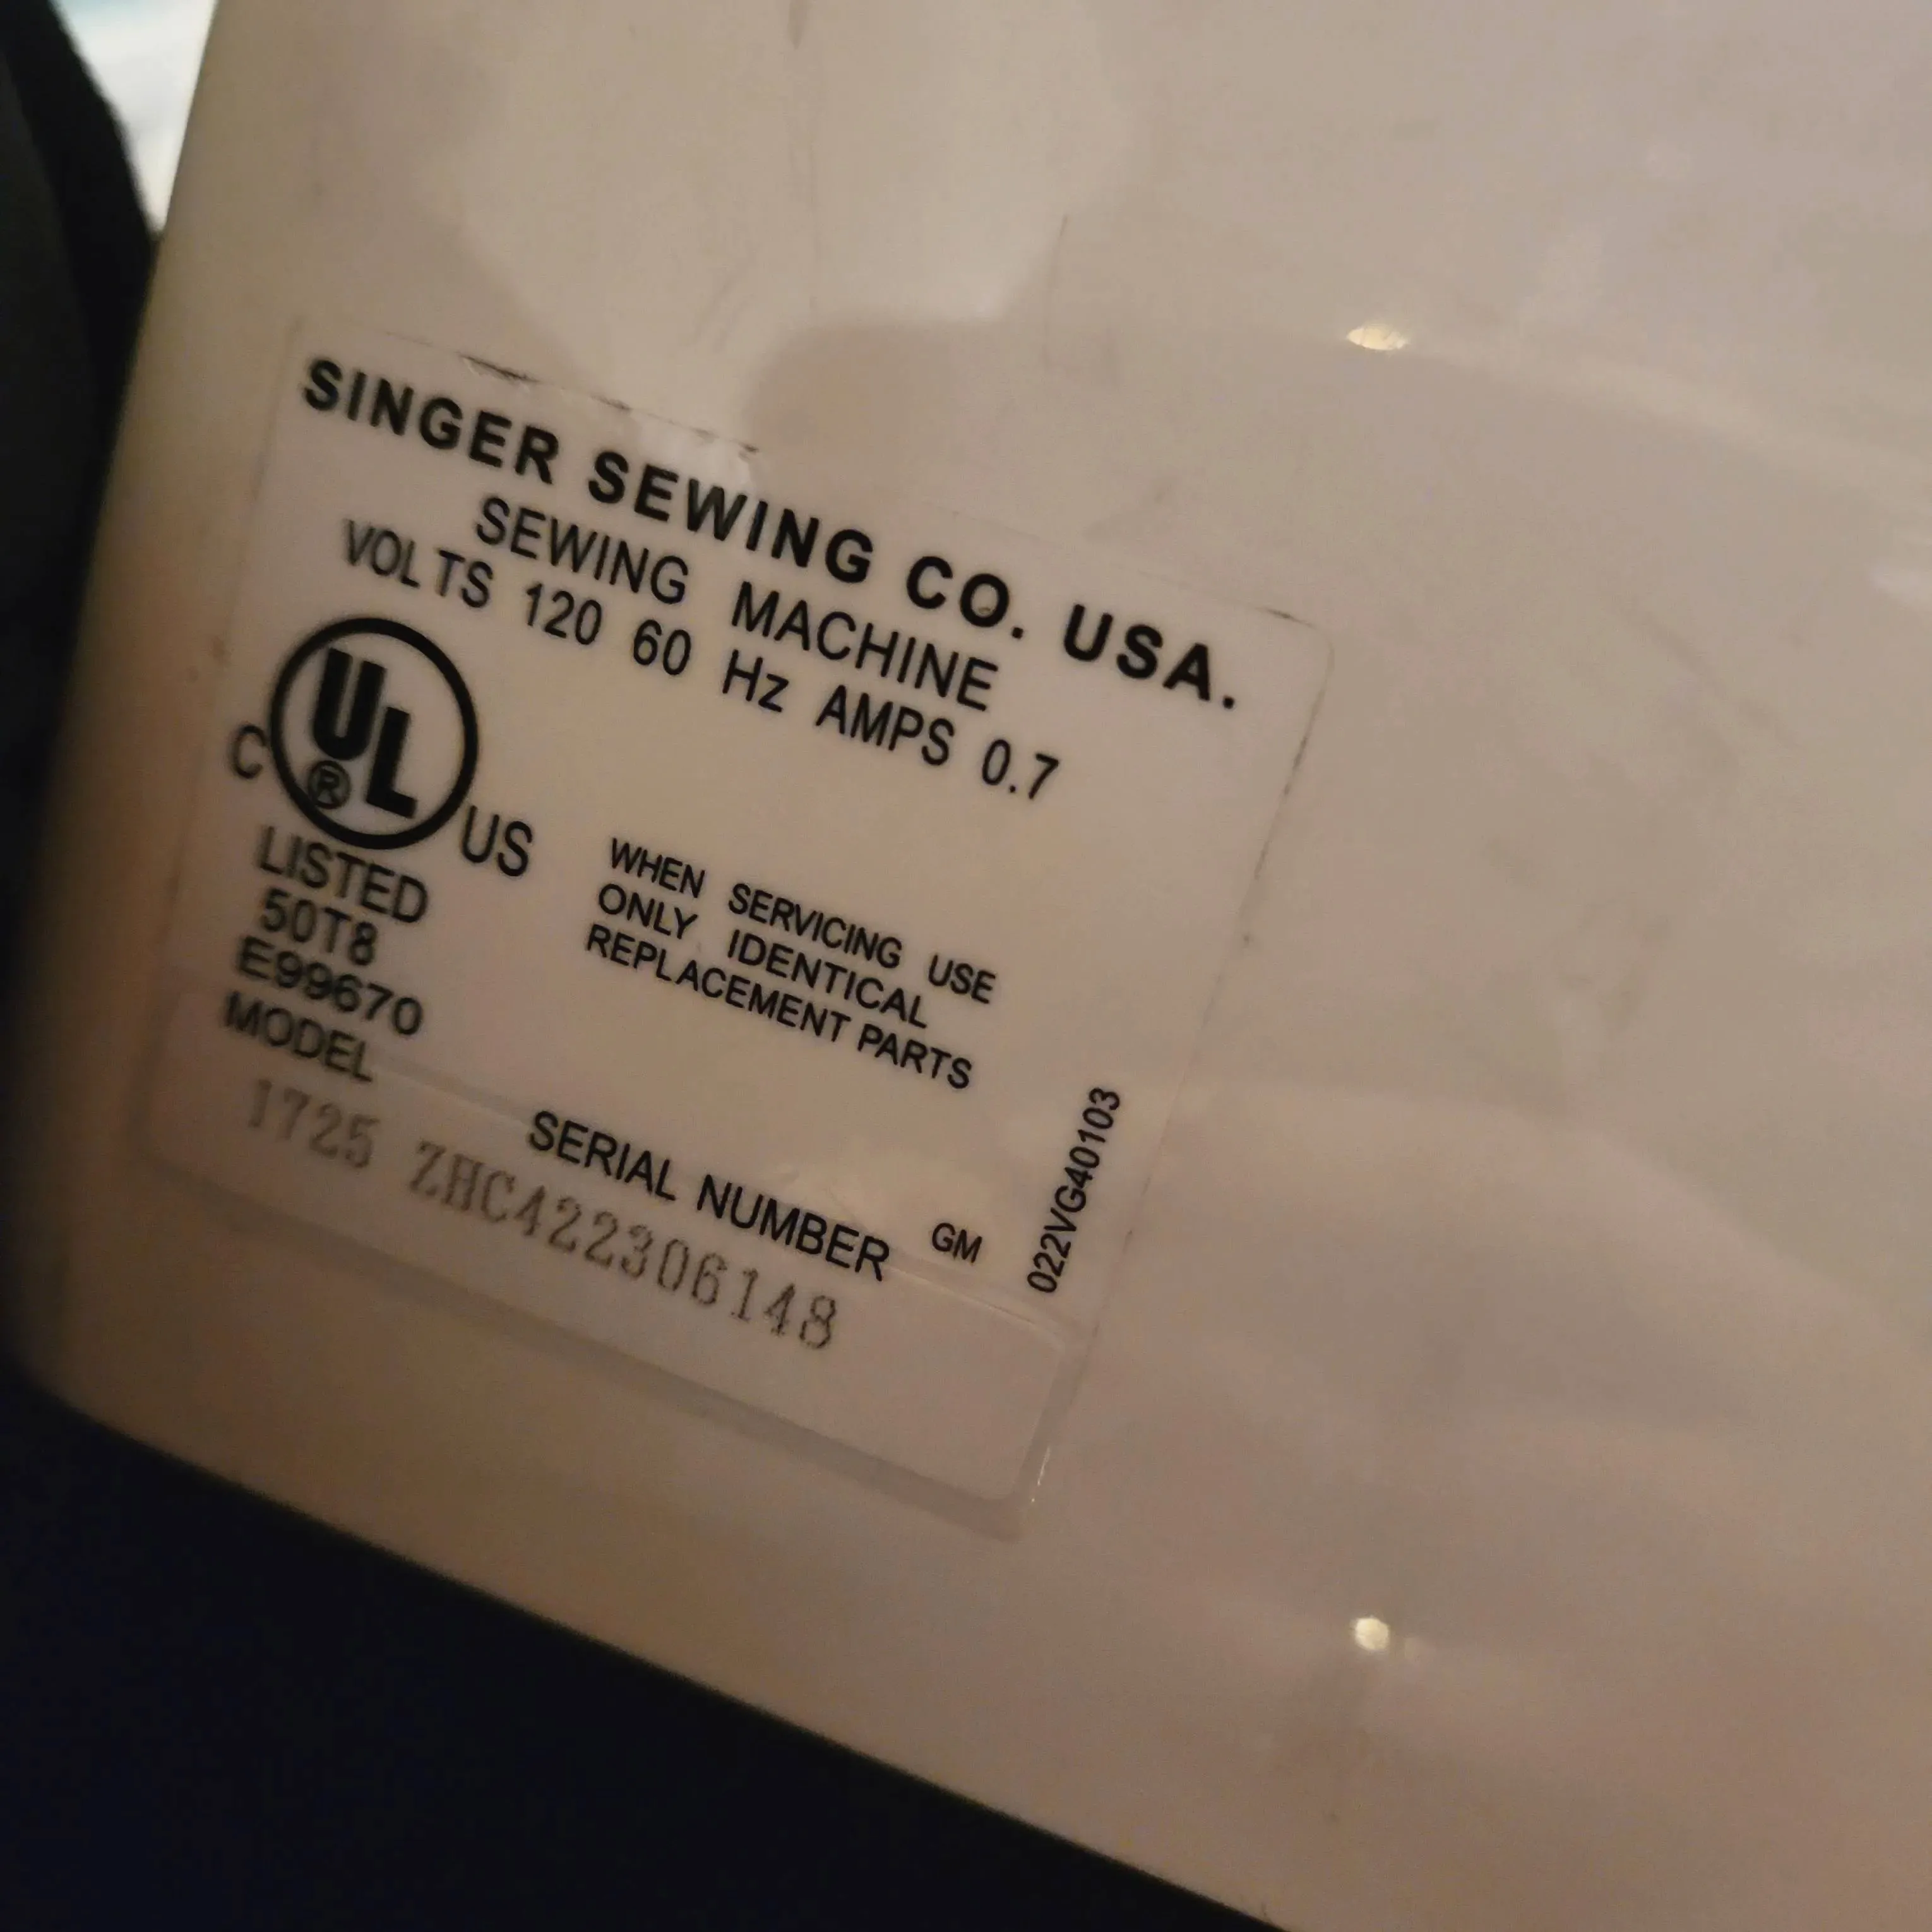 SINGER SEWING CO. USA.
SEWING MACHINE
VOLTS 120 60 Hz AMPS 0.7
C UL ® US
LISTED
50T8
E99670
MODEL
WHEN SERVICING USE
ONLY IDENTICAL
REPLACEMENT PARTS
SERIAL NUMBER
GM
022VG40103
1725 ZHC422306148